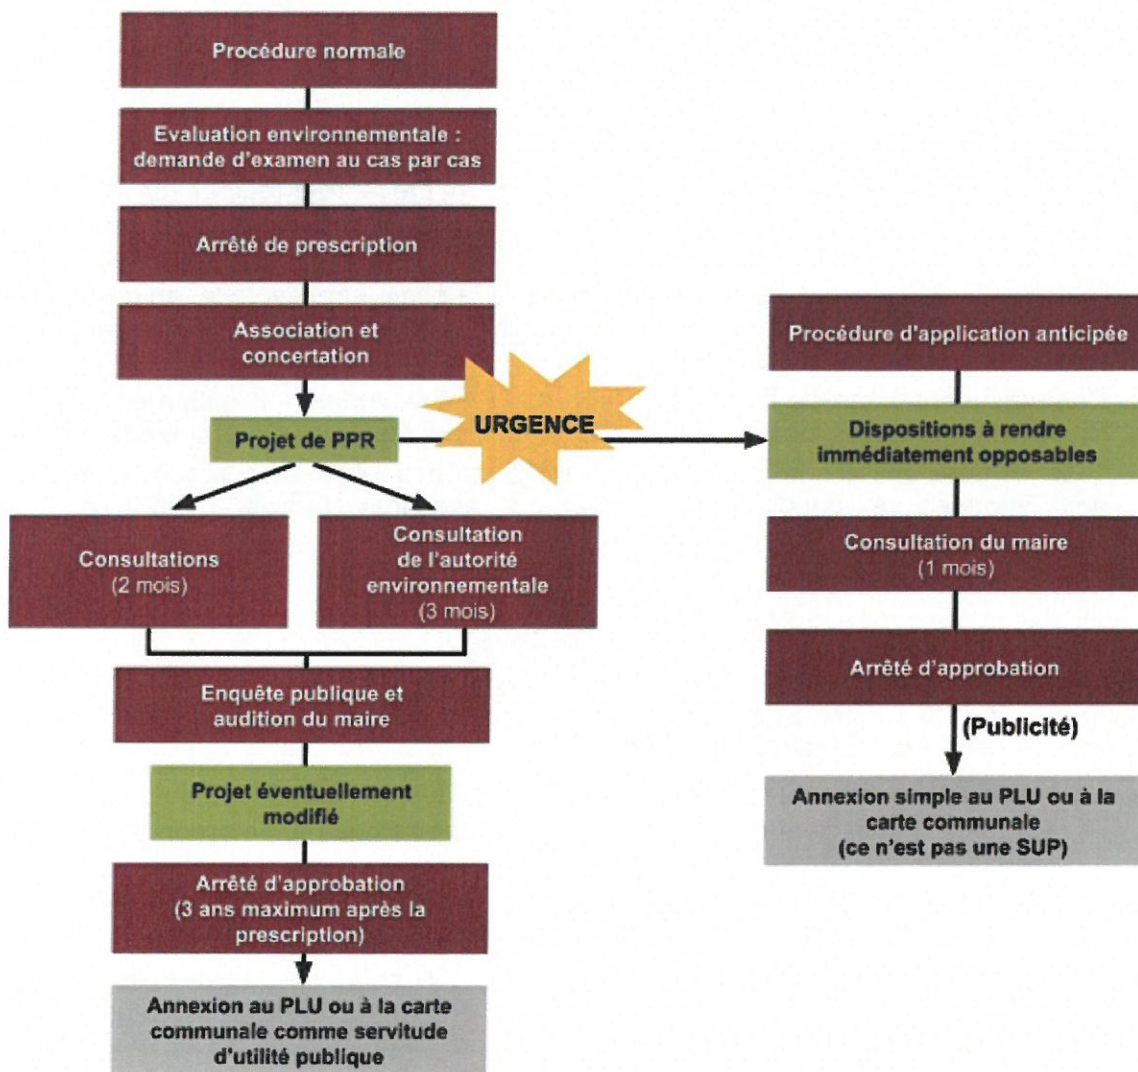 Procédure normale
Evaluation environnementale :
demande d'examen au cas par cas
Arrêté de prescription
Association et
concertation
Projet de PPR
URGENCE
Consultations
(2 mois)
Consultation
de l'autorité
environnementale
(3 mois)
Enquête publique et
audition du maire
Projet éventuellement
modifié
Arrêté d'approbation
(3 ans maximum après la
prescription)
Annexion au PLU ou à la carte
communale comme servitude
d'utilité publique
Procédure d'application anticipée
Dispositions à rendre
immédiatement opposables
Consultation du maire
(1 mois)
Arrêté d'approbation
(Publicité)
Annexion simple au PLU ou à la
carte communale
(ce n'est pas une SUP)